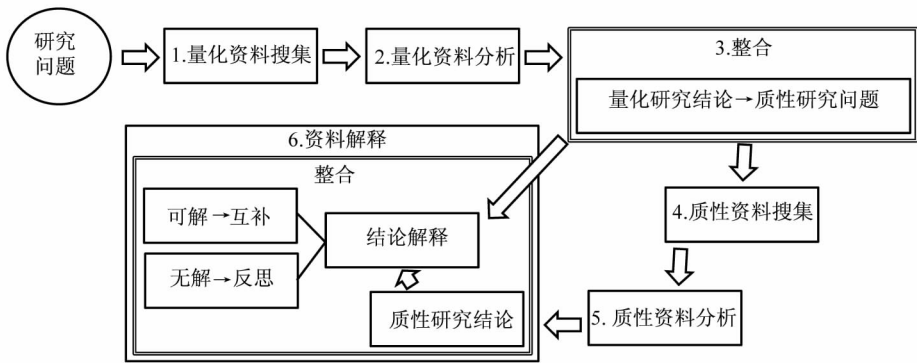 研究
问题
1.量化资料搜集
2.量化资料分析
3.整合
量化研究结论→质性研究问题
4.质性资料搜集
5. 质性资料分析
6.资料解释
整合
可解→互补
无解→反思
结论解释
质性研究结论